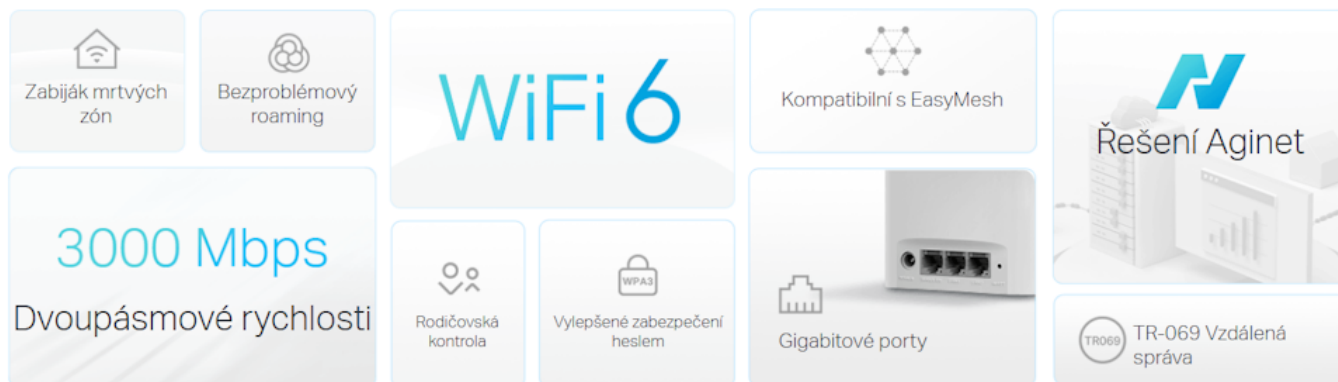 Zabiják mrtvých
zón
Bezproblémový
roaming
WiFi 6
Kompatibilní s EasyMesh
Řešení Aginet
3000 Mbps
Dvoupásmové rychlosti
Rodičovská
kontrola
WPA3
Vylepšené zabezpečení
heslem
Gigabitové porty
TR069
TR-069 Vzdálená
správa